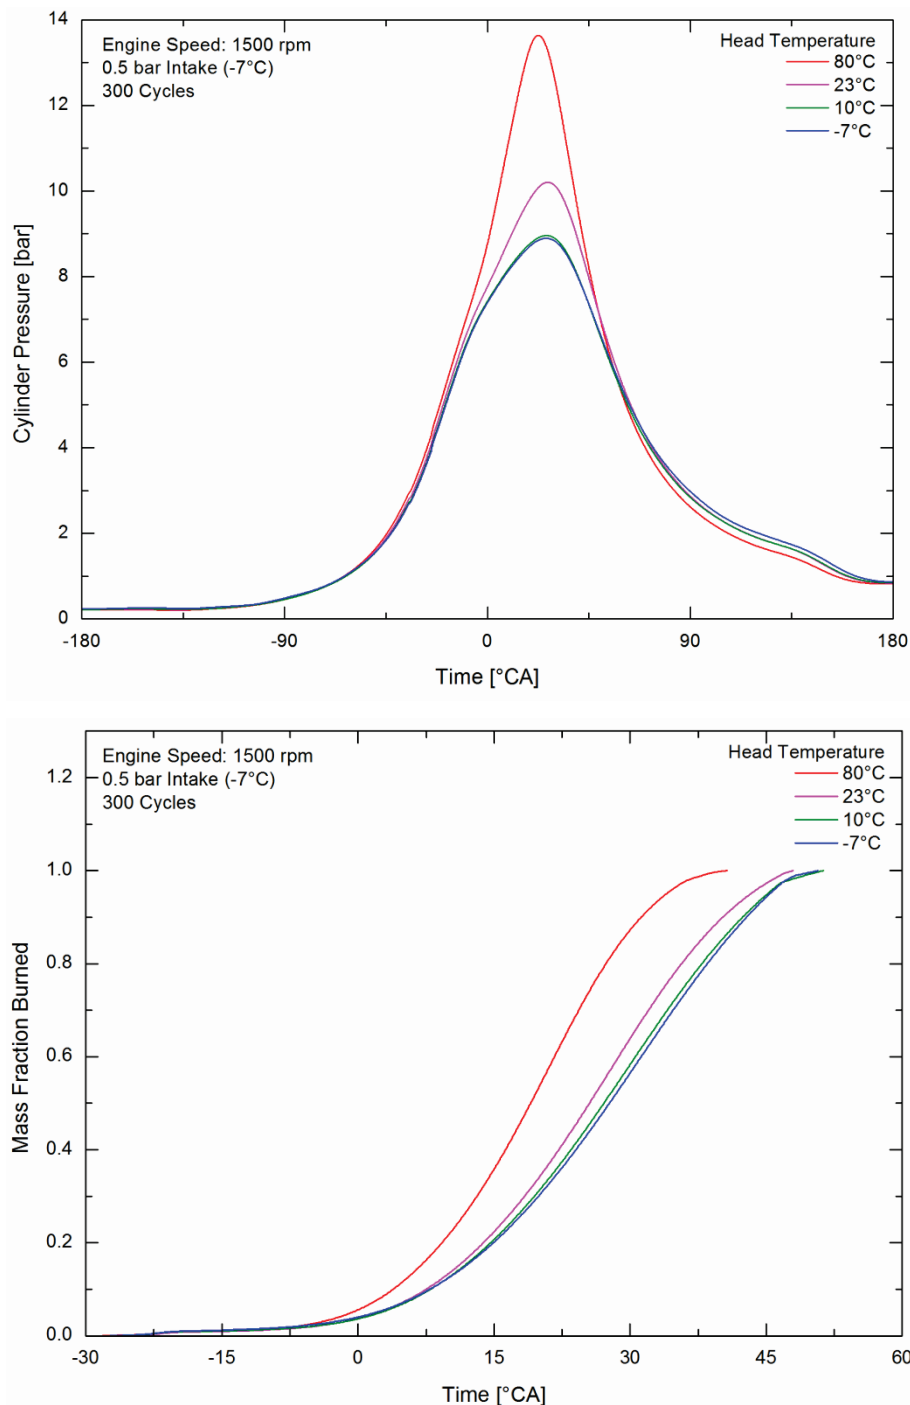 14
12
10
8
6
4
2
0
Cylinder Pressure [bar]
Engine Speed: 1500 rpm
0.5 bar Intake (-7°C)
300 Cycles
Head Temperature
80°C
23°C
10°C
-7°C
-180
-90
0
90
180
Time [°CA]
1.2
1.0
0.8
0.6
0.4
0.2
0.0
Mass Fraction Burned
Engine Speed: 1500 rpm
0.5 bar Intake (-7°C)
300 Cycles
Head Temperature
80°C
23°C
10°C
-7°C
-30
-15
0
15
30
45
60
Time [°CA]